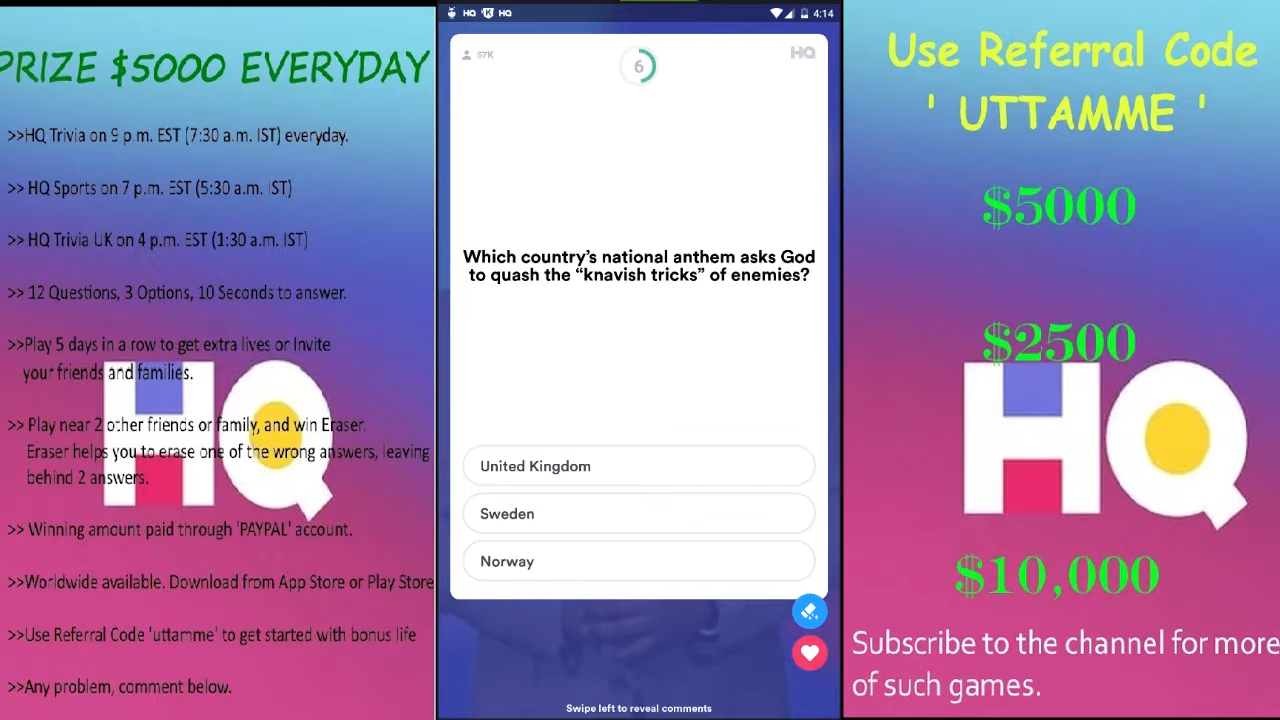 PRIZE $5000 EVERYDAY
>>HQ Trivia on 9 p.m. EST (7:30 a.m. IST) everyday.
>> HQ Sports on 7 p.m. EST (5:30 a.m. IST)
>> HQ Trivia UK on 4 p.m. EST (1:30 a.m. IST)
>> 12 Questions, 3 Options, 10 Seconds to answer.
>>Play 5 days in a row to get extra lives or Invite
your friends and families.
>> Play near 2 other friends or family, and win Eraser.
Eraser helps you to erase one of the wrong answers, leaving
behind 2 answers.
>> Winning amount paid through 'PAYPAL' account.
>>Worldwide available. Download from App Store or Play Store
>>Use Referral Code 'uttamme' to get started with bonus life
>>Any problem, comment below.
HQ
HQ HQ 4:14
57K 6 HQ
Which country's national anthem asks God
to quash the “knavish tricks” of enemies?
United Kingdom
Sweden
Norway
Swipe left to reveal comments
Use Referral Code
' UTTAMME '
$5000
$2500
HQ
$10,000
Subscribe to the channel for more
of such games.